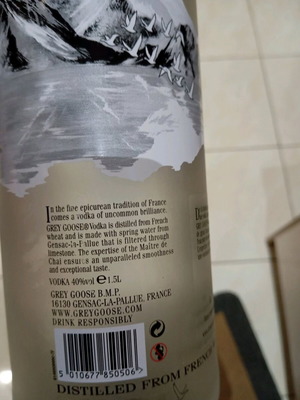 In the fine epicurean tradition of France
comes a vodka of uncommon brilliance.
GREY GOOSE® Vodka is distilled from French
wheat and is made with spring water from
Gensac-la-Pallue that is filtered through
limestone. The expertise of the Maître de
Chai ensures an unparalleled smoothness
and exceptional taste.
VODKA 40%vol e 1.5L
GREY GOOSE B.M.P.
16130 GENSAC-LA-PALLUE, FRANCE
WWW.GREYGOOSE.COM
DRINK RESPONSIBLY
5 010677 850506
DISTILLED FROM FRENCH